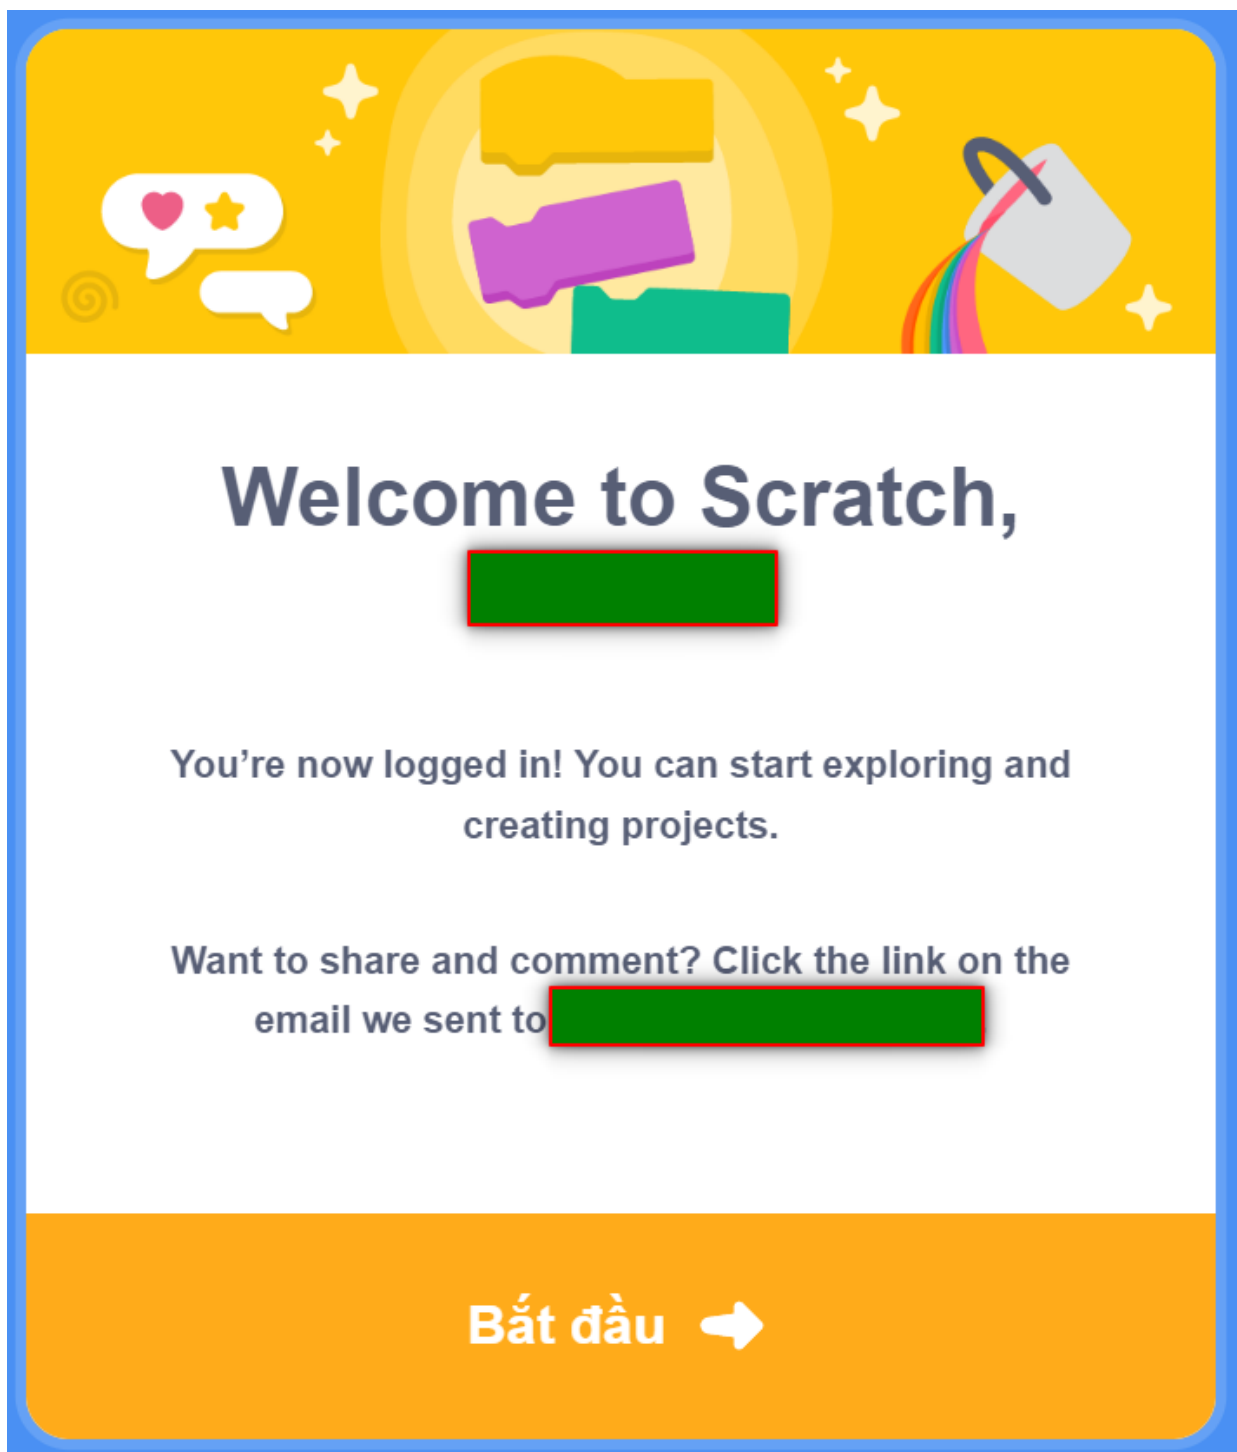 Welcome to Scratch,
You’re now logged in! You can start exploring and
creating projects.
Want to share and comment? Click the link on the
email we sent to
Bắt đầu